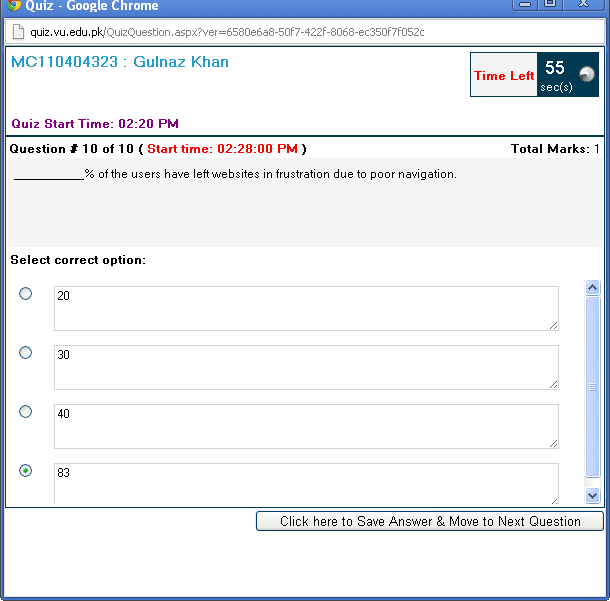 Quiz - Google Chrome
quiz.vu.edu.pk/QuizQuestion.aspx?ver=6580e6a8-50f7-422f-8068-ec350f7f052c
MC110404323 : Gulnaz Khan
Time Left 55
sec(s)
Quiz Start Time: 02:20 PM
Question # 10 of 10 ( Start time: 02:28:00 PM ) Total Marks: 1
___________% of the users have left websites in frustration due to poor navigation.
Select correct option:
20
30
40
83
Click here to Save Answer & Move to Next Question